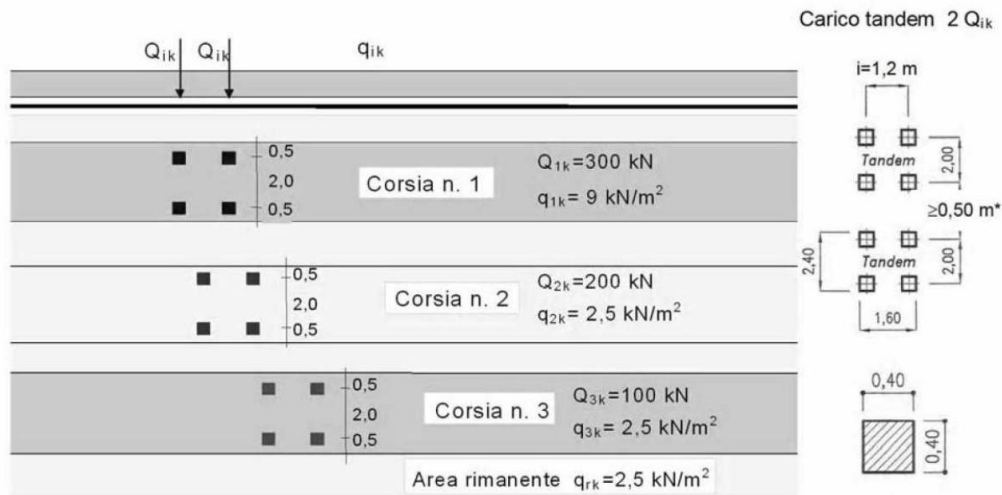 Carico tandem 2 Qik
Qik Qik qik
i=1,2 m
0,5
2,0
0,5
Corsia n. 1
Q1k=300 kN
q1k= 9 kN/m²
Tandem
2,00
≥0,50 m*
0,5
2,0
0,5
Corsia n. 2
Q2k=200 kN
q2k= 2,5 kN/m²
2,40
Tandem
2,00
1,60
0,5
2,0
0,5
Corsia n. 3
Q3k=100 kN
q3k= 2,5 kN/m²
0,40
0,40
Area rimanente qrk=2,5 kN/m²